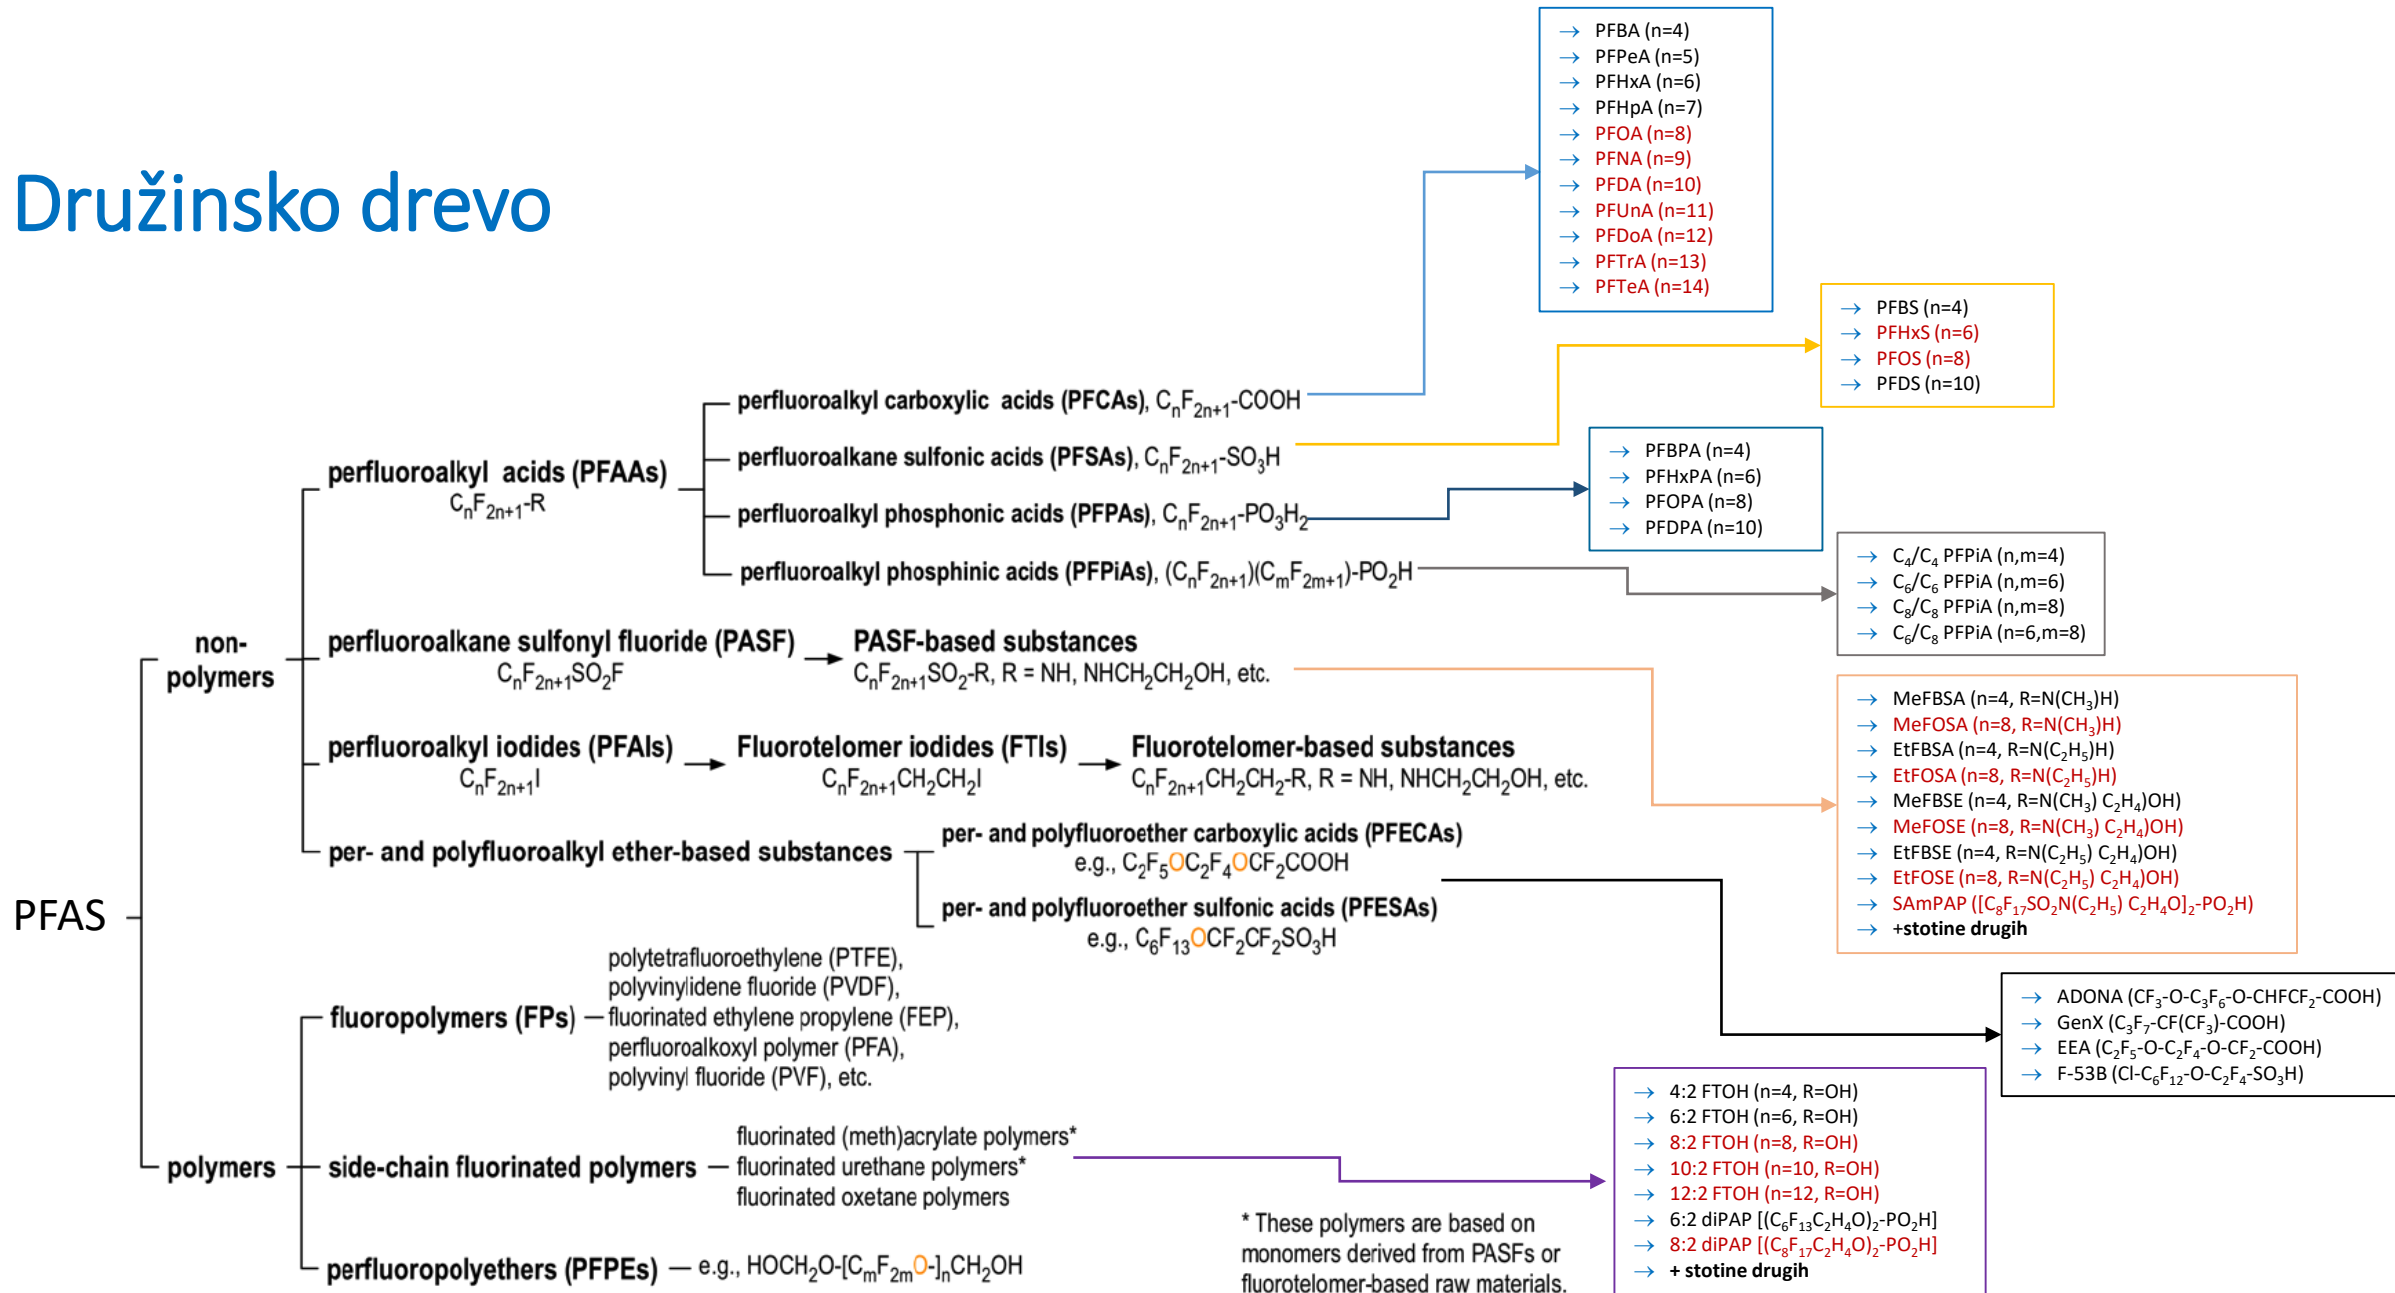 Družinsko drevo
PFAS
non-
polymers
perfluoroalkyl acids (PFAAs)
CₙF₂ₙ₊₁-R
perfluoroalkyl carboxylic acids (PFCAs), CₙF₂ₙ₊₁-COOH
perfluoroalkane sulfonic acids (PFSAs), CₙF₂ₙ₊₁-SO₃H
perfluoroalkyl phosphonic acids (PFPAs), CₙF₂ₙ₊₁-PO₃H₂
perfluoroalkyl phosphinic acids (PFPiAs), (CₙF₂ₙ₊₁)(CₘF₂ₘ₊₁)-PO₂H
→ PFBA (n=4)
→ PFPeA (n=5)
→ PFHxA (n=6)
→ PFHpA (n=7)
→ PFOA (n=8)
→ PFNA (n=9)
→ PFDA (n=10)
→ PFUnA (n=11)
→ PFDoA (n=12)
→ PFTrA (n=13)
→ PFTeA (n=14)
→ PFBS (n=4)
→ PFHxS (n=6)
→ PFOS (n=8)
→ PFDS (n=10)
→ PFBPA (n=4)
→ PFHxPA (n=6)
→ PFOPA (n=8)
→ PFDPA (n=10)
→ C₄/C₄ PFPiA (n,m=4)
→ C₆/C₆ PFPiA (n,m=6)
→ C₈/C₈ PFPiA (n,m=8)
→ C₆/C₈ PFPiA (n=6,m=8)
perfluoroalkane sulfonyl fluoride (PASF)
CₙF₂ₙ₊₁SO₂F
PASF-based substances
CₙF₂ₙ₊₁SO₂-R, R = NH, NHCH₂CH₂OH, etc.
→ MeFBSA (n=4, R=N(CH₃)H)
→ MeFOSA (n=8, R=N(CH₃)H)
→ EtFBSA (n=4, R=N(C₂H₅)H)
→ EtFOSA (n=8, R=N(C₂H₅)H)
→ MeFBSE (n=4, R=N(CH₃) C₂H₄)OH)
→ MeFOSE (n=8, R=N(CH₃) C₂H₄)OH)
→ EtFBSE (n=4, R=N(C₂H₅) C₂H₄)OH)
→ EtFOSE (n=8, R=N(C₂H₅) C₂H₄)OH)
→ SAmPAP ([C₈F₁₇SO₂N(C₂H₅) C₂H₄O]₂-PO₂H)
→ +stotine drugih
perfluoroalkyl iodides (PFAIs)
CₙF₂ₙ₊₁I
Fluorotelomer iodides (FTIs)
CₙF₂ₙ₊₁CH₂CH₂I
Fluorotelomer-based substances
CₙF₂ₙ₊₁CH₂CH₂-R, R = NH, NHCH₂CH₂OH, etc.
per- and polyfluoroalkyl ether-based substances
per- and polyfluoroether carboxylic acids (PFECAs)
e.g., C₂F₅OC₂F₄OCF₂COOH
per- and polyfluoroether sulfonic acids (PFESAs)
e.g., C₆F₁₃OCF₂CF₂SO₃H
→ ADONA (CF₃-O-C₃F₆-O-CHFCF₂-COOH)
→ GenX (C₃F₇-CF(CF₃)-COOH)
→ EEA (C₂F₅-O-C₂F₄-O-CF₂-COOH)
→ F-53B (Cl-C₆F₁₂-O-C₂F₄-SO₃H)
polymers
fluoropolymers (FPs)
polytetrafluoroethylene (PTFE),
polyvinylidene fluoride (PVDF),
fluorinated ethylene propylene (FEP),
perfluoroalkoxyl polymer (PFA),
polyvinyl fluoride (PVF), etc.
side-chain fluorinated polymers
fluorinated (meth)acrylate polymers*
fluorinated urethane polymers*
fluorinated oxetane polymers
→ 4:2 FTOH (n=4, R=OH)
→ 6:2 FTOH (n=6, R=OH)
→ 8:2 FTOH (n=8, R=OH)
→ 10:2 FTOH (n=10, R=OH)
→ 12:2 FTOH (n=12, R=OH)
→ 6:2 diPAP [(C₆F₁₃C₂H₄O)₂-PO₂H]
→ 8:2 diPAP [(C₈F₁₇C₂H₄O)₂-PO₂H]
→ + stotine drugih
perfluoropolyethers (PFPEs)
e.g., HOCH₂O-[CₘF₂ₘO-]ₙCH₂OH
* These polymers are based on
monomers derived from PASFs or
fluorotelomer-based raw materials.